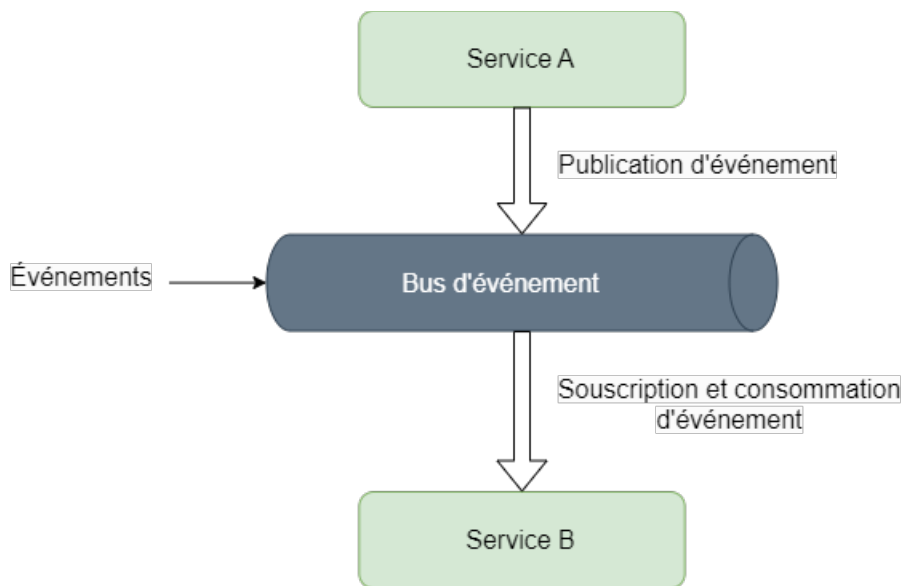 Service A
Publication d'événement
Événements
Bus d'événement
Souscription et consommation
d'événement
Service B